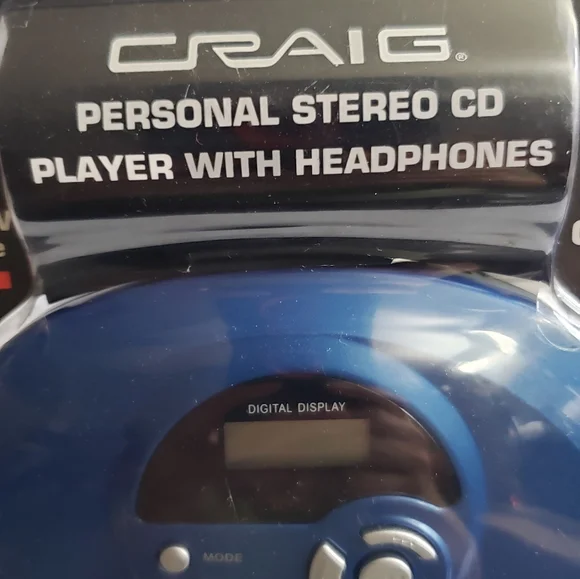 CRAIG®
PERSONAL STEREO CD
PLAYER WITH HEADPHONES
DIGITAL DISPLAY
MODE